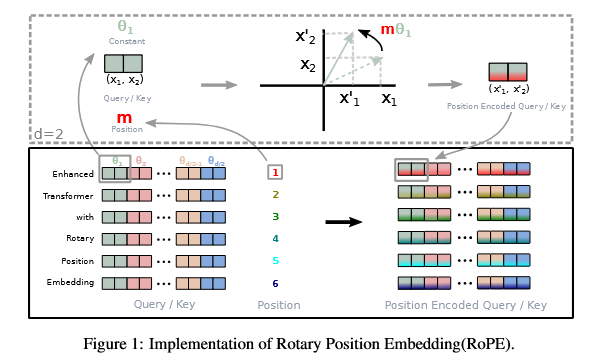 θ1
Constant
(x1, x2)
Query / Key
m
Position
d=2
x'2
x2
x'1
x1
mθ1
(x'1, x'2)
Position Encoded Query / Key
θ1 θ2 θd/2-1 θd/2
Enhanced ••• 1 •••
Transformer ••• 2 •••
with ••• 3 •••
Rotary ••• 4 •••
Position ••• 5 •••
Embedding ••• 6 •••
Query / Key Position Position Encoded Query / Key
Figure 1: Implementation of Rotary Position Embedding(RoPE).